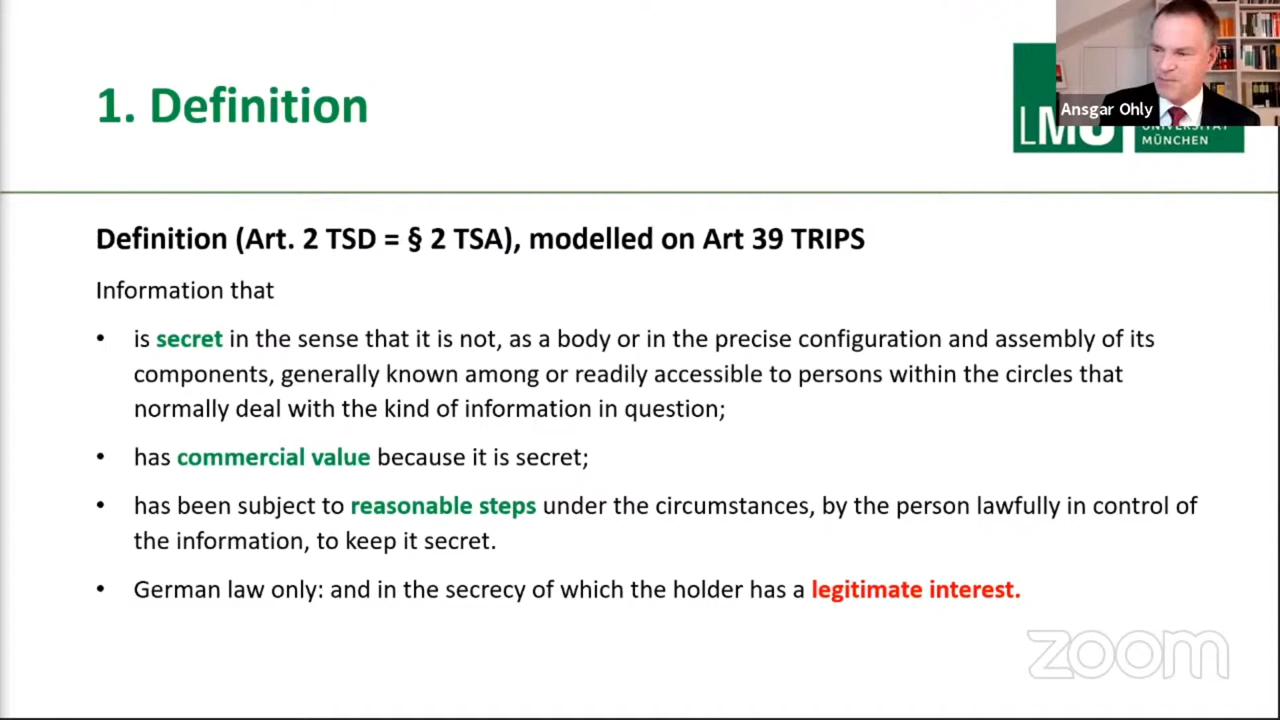 1. Definition
Ansgar Ohly
LMU
UNIVERSITÄT
MÜNCHEN
Definition (Art. 2 TSD = § 2 TSA), modelled on Art 39 TRIPS
Information that
• is secret in the sense that it is not, as a body or in the precise configuration and assembly of its
components, generally known among or readily accessible to persons within the circles that
normally deal with the kind of information in question;
• has commercial value because it is secret;
• has been subject to reasonable steps under the circumstances, by the person lawfully in control of
the information, to keep it secret.
• German law only: and in the secrecy of which the holder has a legitimate interest.
zoom